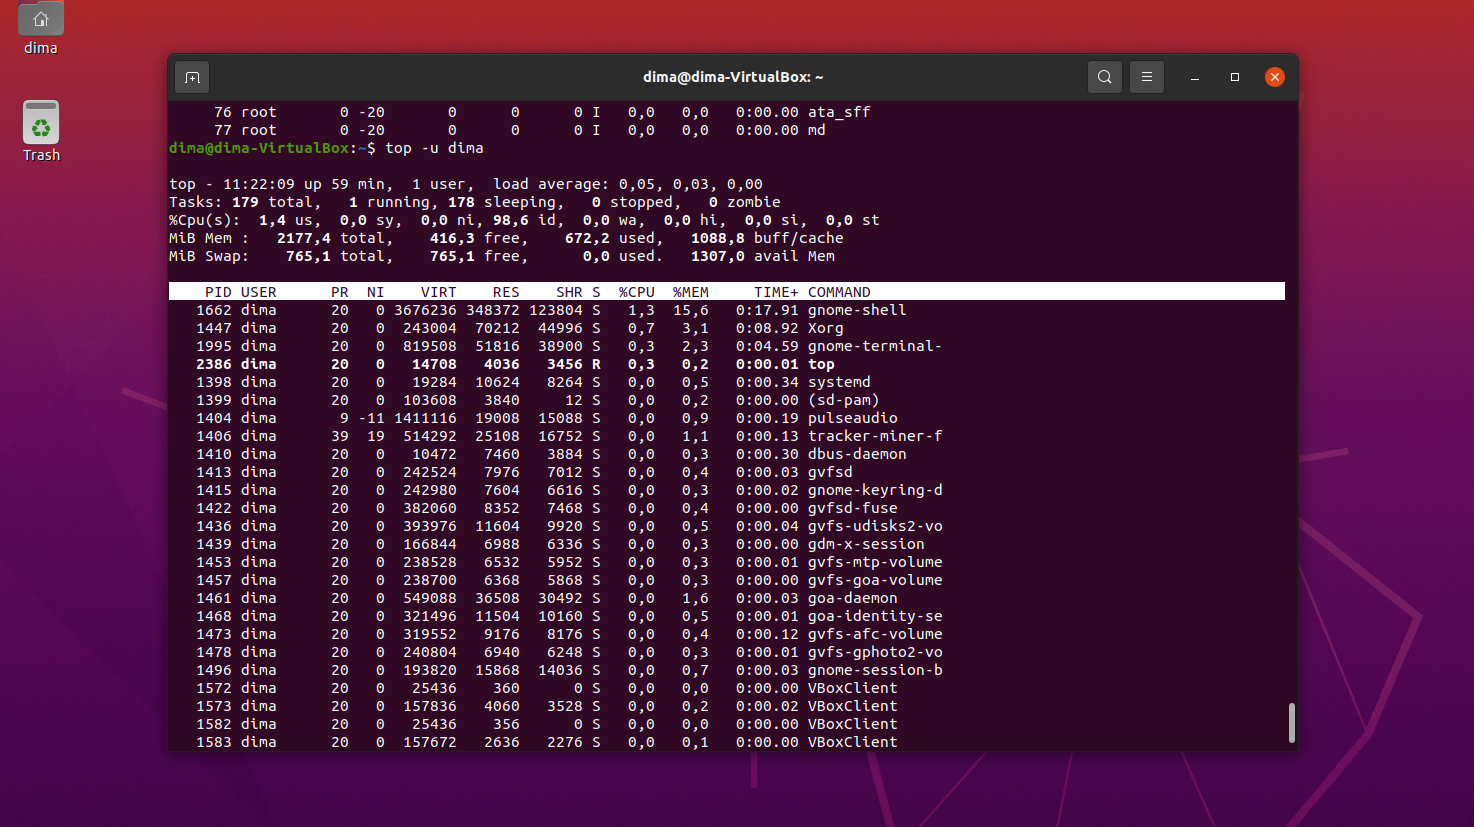 dima
Trash
dima@dima-VirtualBox: ~
76 root 0 -20 0 0 0 I 0,0 0,0 0:00.00 ata_sff
77 root 0 -20 0 0 0 I 0,0 0,0 0:00.00 md
dima@dima-VirtualBox:~$ top -u dima
top - 11:22:09 up 59 min, 1 user, load average: 0,05, 0,03, 0,00
Tasks: 179 total, 1 running, 178 sleeping, 0 stopped, 0 zombie
%Cpu(s): 1,4 us, 0,0 sy, 0,0 ni, 98,6 id, 0,0 wa, 0,0 hi, 0,0 si, 0,0 st
MiB Mem : 2177,4 total, 416,3 free, 672,2 used, 1088,8 buff/cache
MiB Swap: 765,1 total, 765,1 free, 0,0 used. 1307,0 avail Mem
PID USER PR NI VIRT RES SHR S %CPU %MEM TIME+ COMMAND
1662 dima 20 0 3676236 348372 123804 S 1,3 15,6 0:17.91 gnome-shell
1447 dima 20 0 243004 70212 44996 S 0,7 3,1 0:08.92 Xorg
1995 dima 20 0 819508 51816 38900 S 0,3 2,3 0:04.59 gnome-terminal-
2386 dima 20 0 14708 4036 3456 R 0,3 0,2 0:00.01 top
1398 dima 20 0 19284 10624 8264 S 0,0 0,5 0:00.34 systemd
1399 dima 20 0 103608 3840 12 S 0,0 0,2 0:00.00 (sd-pam)
1404 dima 9 -11 1411116 19008 15088 S 0,0 0,9 0:00.19 pulseaudio
1406 dima 39 19 514292 25108 16752 S 0,0 1,1 0:00.13 tracker-miner-f
1410 dima 20 0 10472 7460 3884 S 0,0 0,3 0:00.30 dbus-daemon
1413 dima 20 0 242524 7976 7012 S 0,0 0,4 0:00.03 gvfsd
1415 dima 20 0 242980 7604 6616 S 0,0 0,3 0:00.02 gnome-keyring-d
1422 dima 20 0 382060 8352 7468 S 0,0 0,4 0:00.00 gvfsd-fuse
1436 dima 20 0 393976 11604 9920 S 0,0 0,5 0:00.04 gvfs-udisks2-vo
1439 dima 20 0 166844 6988 6336 S 0,0 0,3 0:00.00 gdm-x-session
1453 dima 20 0 238528 6532 5952 S 0,0 0,3 0:00.01 gvfs-mtp-volume
1457 dima 20 0 238700 6368 5868 S 0,0 0,3 0:00.00 gvfs-goa-volume
1461 dima 20 0 549088 36508 30492 S 0,0 1,6 0:00.03 goa-daemon
1468 dima 20 0 321496 11504 10160 S 0,0 0,5 0:00.01 goa-identity-se
1473 dima 20 0 319552 9176 8176 S 0,0 0,4 0:00.12 gvfs-afc-volume
1478 dima 20 0 240804 6940 6248 S 0,0 0,3 0:00.01 gvfs-gphoto2-vo
1496 dima 20 0 193820 15868 14036 S 0,0 0,7 0:00.03 gnome-session-b
1572 dima 20 0 25436 360 0 S 0,0 0,0 0:00.00 VBoxClient
1573 dima 20 0 157836 4060 3528 S 0,0 0,2 0:00.02 VBoxClient
1582 dima 20 0 25436 356 0 S 0,0 0,0 0:00.00 VBoxClient
1583 dima 20 0 157672 2636 2276 S 0,0 0,1 0:00.00 VBoxClient